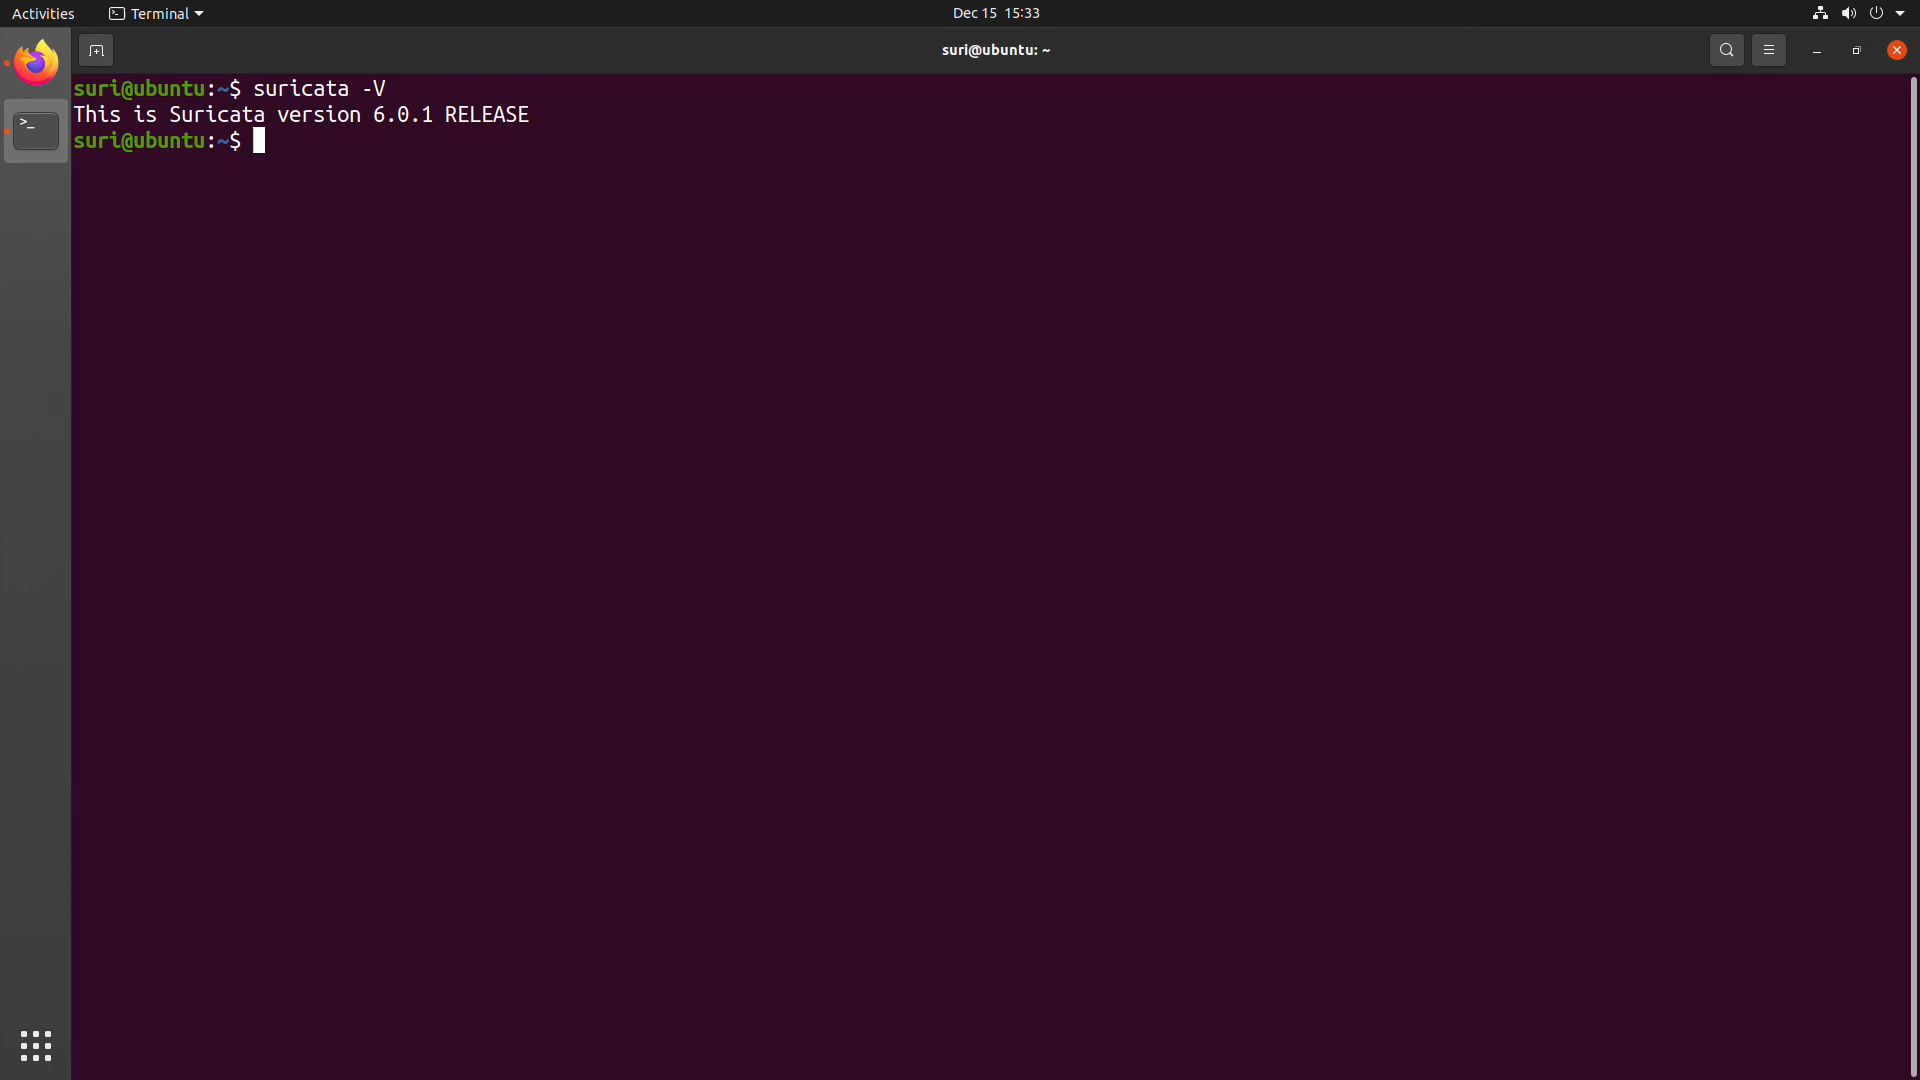 Activities
Terminal
Dec 15 15:33
suri@ubuntu: ~
suri@ubuntu:~$ suricata -V
This is Suricata version 6.0.1 RELEASE
suri@ubuntu:~$